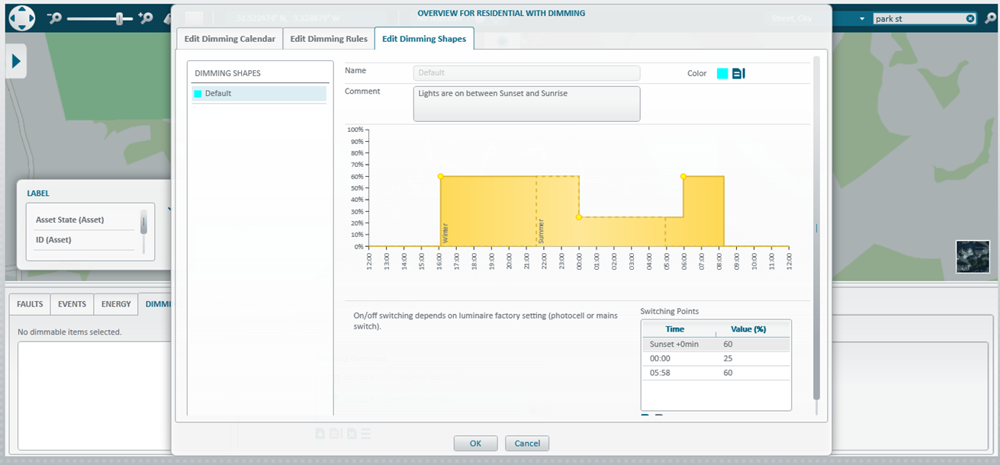 OVERVIEW FOR RESIDENTIAL WITH DIMMING
park st
Edit Dimming Calendar
Edit Dimming Rules
Edit Dimming Shapes
DIMMING SHAPES
Default
Name
Default
Color
Comment
Lights are on between Sunset and Sunrise
100%
90%
80%
70%
60%
50%
40%
30%
20%
10%
0%
Winter
Summer
12:00
13:00
14:00
15:00
16:00
17:00
18:00
19:00
20:00
21:00
22:00
23:00
00:00
01:00
02:00
03:00
04:00
05:00
06:00
07:00
08:00
09:00
10:00
11:00
12:00
LABEL
Asset State (Asset)
ID (Asset)
FAULTS
EVENTS
ENERGY
DIMMI
No dimmable items selected.
On/off switching depends on luminaire factory setting (photocell or mains
switch).
Switching Points
Time Value (%)
Sunset +0min 60
00:00 25
05:58 60
OK
Cancel